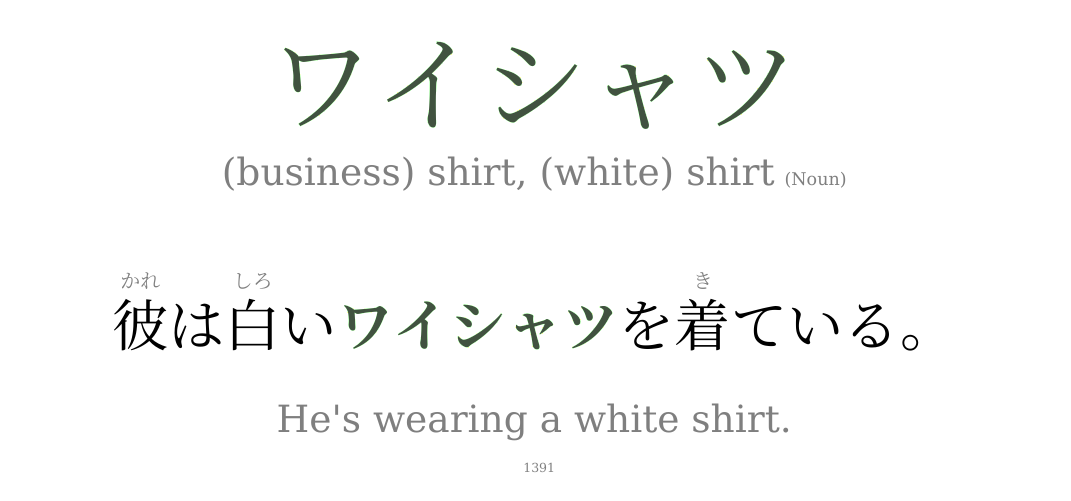 ワイシャツ
(business) shirt, (white) shirt (Noun)
かれ しろ き
彼は白いワイシャツを着ている。
He's wearing a white shirt.
1391